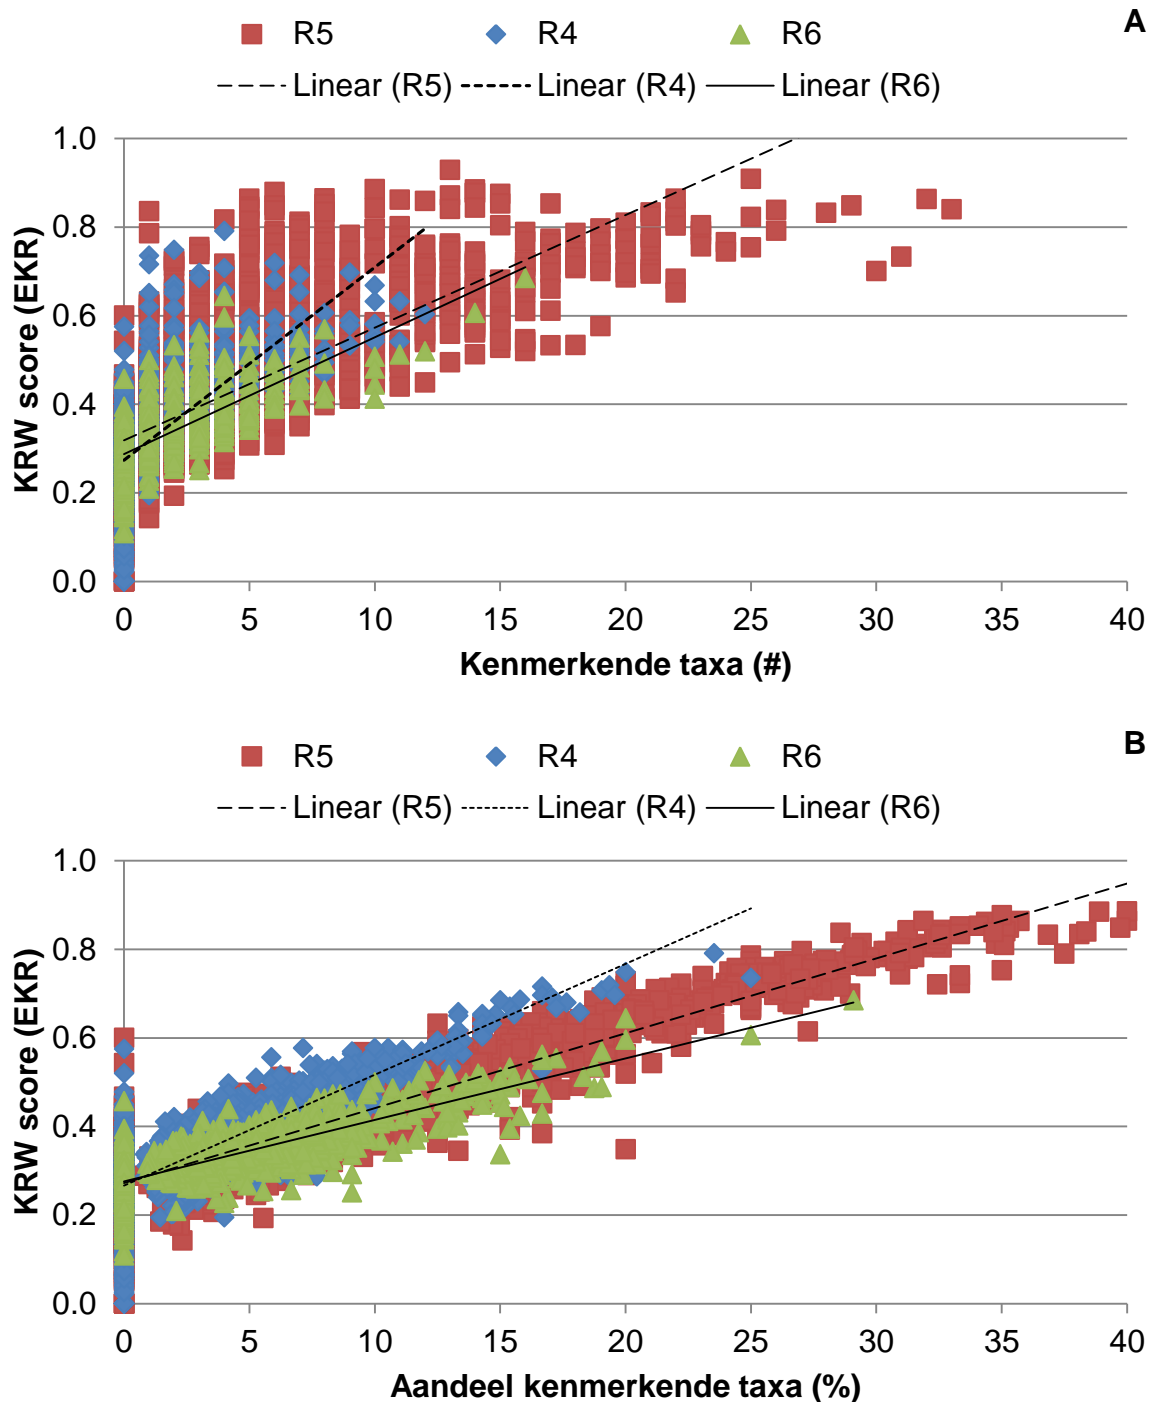 A
R5 R4 R6
Linear (R5) Linear (R4) Linear (R6)
1.0
0.8
0.6
0.4
0.2
0.0
KRW score (EKR)
0 5 10 15 20 25 30 35 40
Kenmerkende taxa (#)
B
R5 R4 R6
Linear (R5) Linear (R4) Linear (R6)
1.0
0.8
0.6
0.4
0.2
0.0
KRW score (EKR)
0 5 10 15 20 25 30 35 40
Aandeel kenmerkende taxa (%)